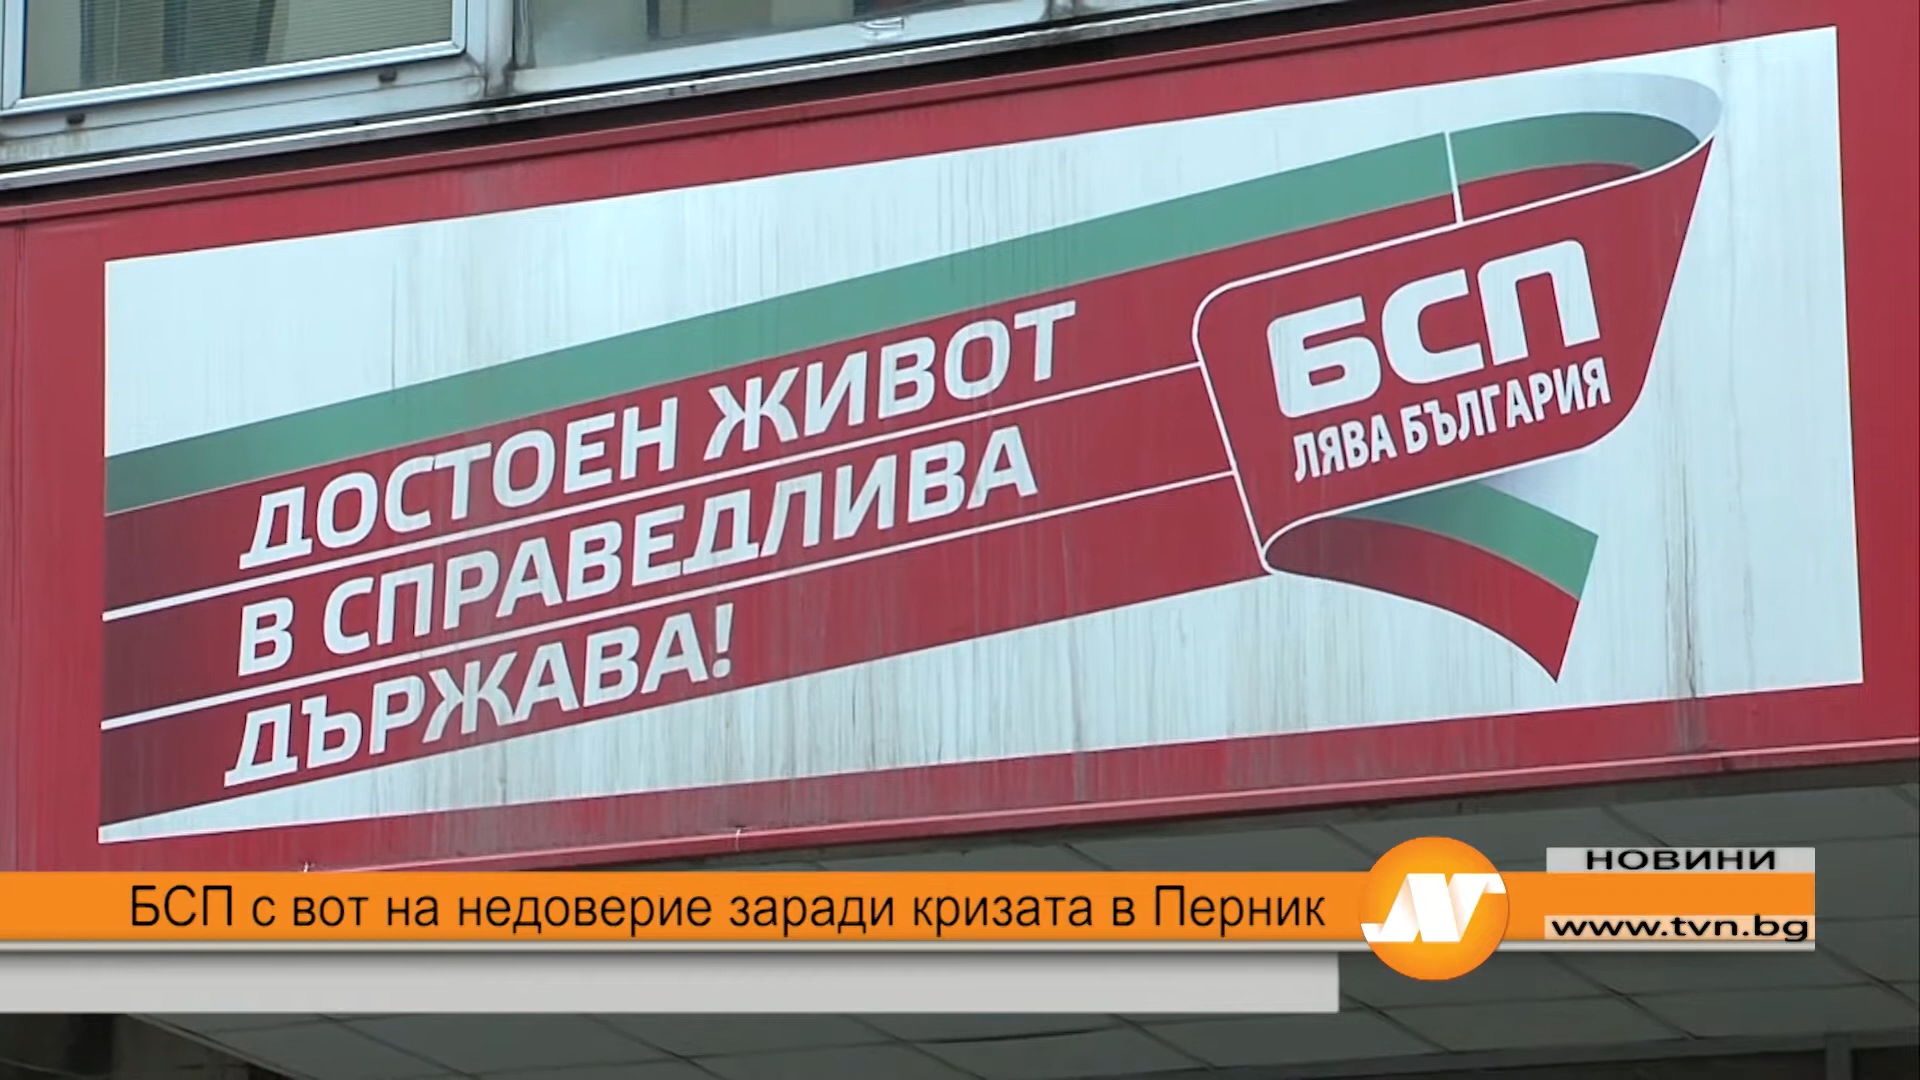 ДОСТОЕН ЖИВОТ
В СПРАВЕДЛИВА
ДЪРЖАВА!
БСП
ЛЯВА БЪЛГАРИЯ
БСП с вот на недоверие заради кризата в Перник
НОВИНИ
www.tvn.bg